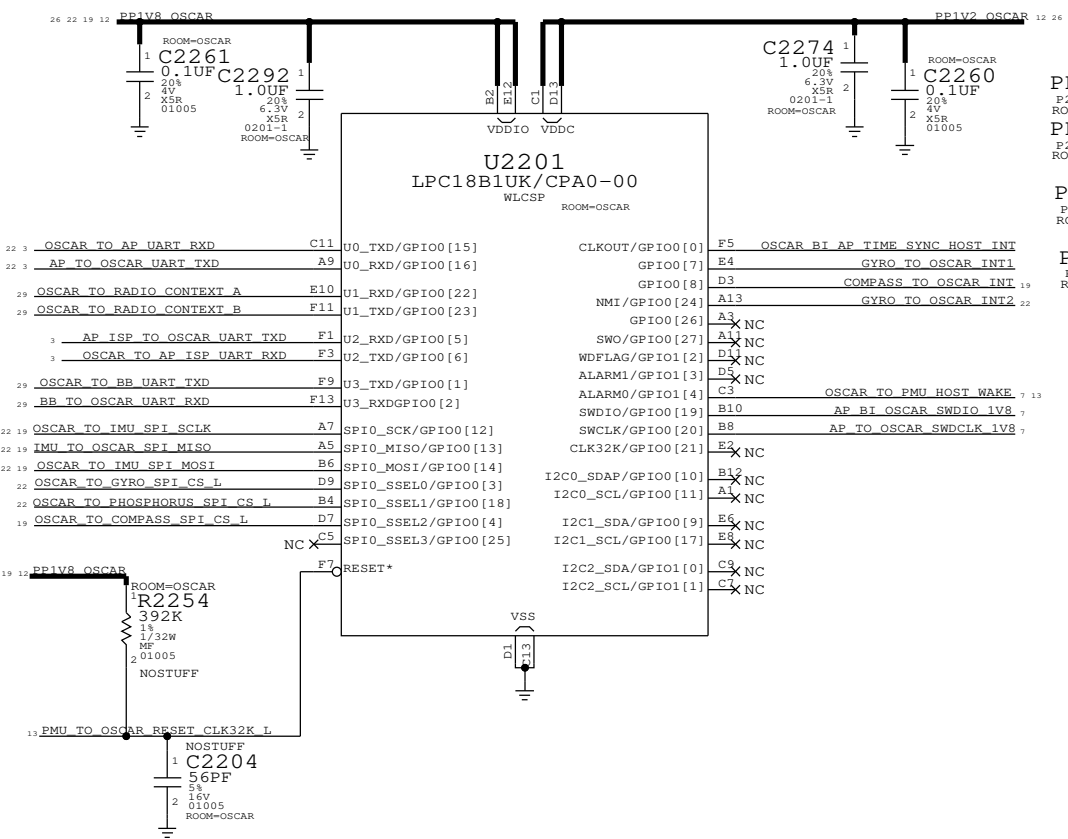 26 22 19 12 PP1V8_OSCAR
PP1V2_OSCAR 12 26
ROOM=OSCAR
1 C2261
0.1UF
20%
4V
2 X5R
01005
C2292 1
1.0UF
20%
6.3V
X5R 2
0201-1
ROOM=OSCAR
B2 E12 C1 D13
VDDIO VDDC
C2274 1
1.0UF
20%
6.3V
X5R 2
0201-1
ROOM=OSCAR
ROOM=OSCAR
1 C2260
0.1UF
20%
4V
2 X5R
01005
U2201
LPC18B1UK/CPA0-00
WLCSP
ROOM=OSCAR
22 3 OSCAR_TO_AP_UART_RXD C11 U0_TXD/GPIO0[15]
22 3 AP_TO_OSCAR_UART_TXD A9 U0_RXD/GPIO0[16]
29 OSCAR_TO_RADIO_CONTEXT_A E10 U1_RXD/GPIO0[22]
29 OSCAR_TO_RADIO_CONTEXT_B F11 U1_TXD/GPIO0[23]
3 AP_ISP_TO_OSCAR_UART_TXD F1 U2_RXD/GPIO0[5]
3 OSCAR_TO_AP_ISP_UART_RXD F3 U2_TXD/GPIO0[6]
29 OSCAR_TO_BB_UART_TXD F9 U3_TXD/GPIO0[1]
29 BB_TO_OSCAR_UART_RXD F13 U3_RXDGPIO0[2]
22 19 OSCAR_TO_IMU_SPI_SCLK A7 SPI0_SCK/GPIO0[12]
22 19 IMU_TO_OSCAR_SPI_MISO A5 SPI0_MISO/GPIO0[13]
22 19 OSCAR_TO_IMU_SPI_MOSI B6 SPI0_MOSI/GPIO0[14]
22 OSCAR_TO_GYRO_SPI_CS_L D9 SPI0_SSEL0/GPIO0[3]
22 OSCAR_TO_PHOSPHORUS_SPI_CS_L B4 SPI0_SSEL1/GPIO0[18]
19 OSCAR_TO_COMPASS_SPI_CS_L D7 SPI0_SSEL2/GPIO0[4]
NC C5 SPI0_SSEL3/GPIO0[25]
F7 RESET*
CLKOUT/GPIO0[0] F5 OSCAR_BI_AP_TIME_SYNC_HOST_INT
GPIO0[7] E4 GYRO_TO_OSCAR_INT1
GPIO0[8] D3 COMPASS_TO_OSCAR_INT 19
NMI/GPIO0[24] A13 GYRO_TO_OSCAR_INT2 22
GPIO0[26] A3 NC
SWO/GPIO0[27] A11 NC
WDFLAG/GPIO1[2] D11 NC
ALARM1/GPIO1[3] D5 NC
ALARM0/GPIO1[4] C3 OSCAR_TO_PMU_HOST_WAKE 7 13
SWDIO/GPIO0[19] B10 AP_BI_OSCAR_SWDIO_1V8 7
SWCLK/GPIO0[20] B8 AP_TO_OSCAR_SWDCLK_1V8 7
CLK32K/GPIO0[21] E2 NC
I2C0_SDAP/GPIO0[10] B12 NC
I2C0_SCL/GPIO0[11] A1 NC
I2C1_SDA/GPIO0[9] E6 NC
I2C1_SCL/GPIO0[17] E8 NC
I2C2_SDA/GPIO1[0] C9 NC
I2C2_SCL/GPIO1[1] C7 NC
VSS
D1 C13
19 12 PP1V8_OSCAR
ROOM=OSCAR
1 R2254
392K
1%
1/32W
MF
2 01005
NOSTUFF
13 PMU_TO_OSCAR_RESET_CLK32K_L
NOSTUFF
1 C2204
56PF
5%
16V
2 01005
ROOM=OSCAR